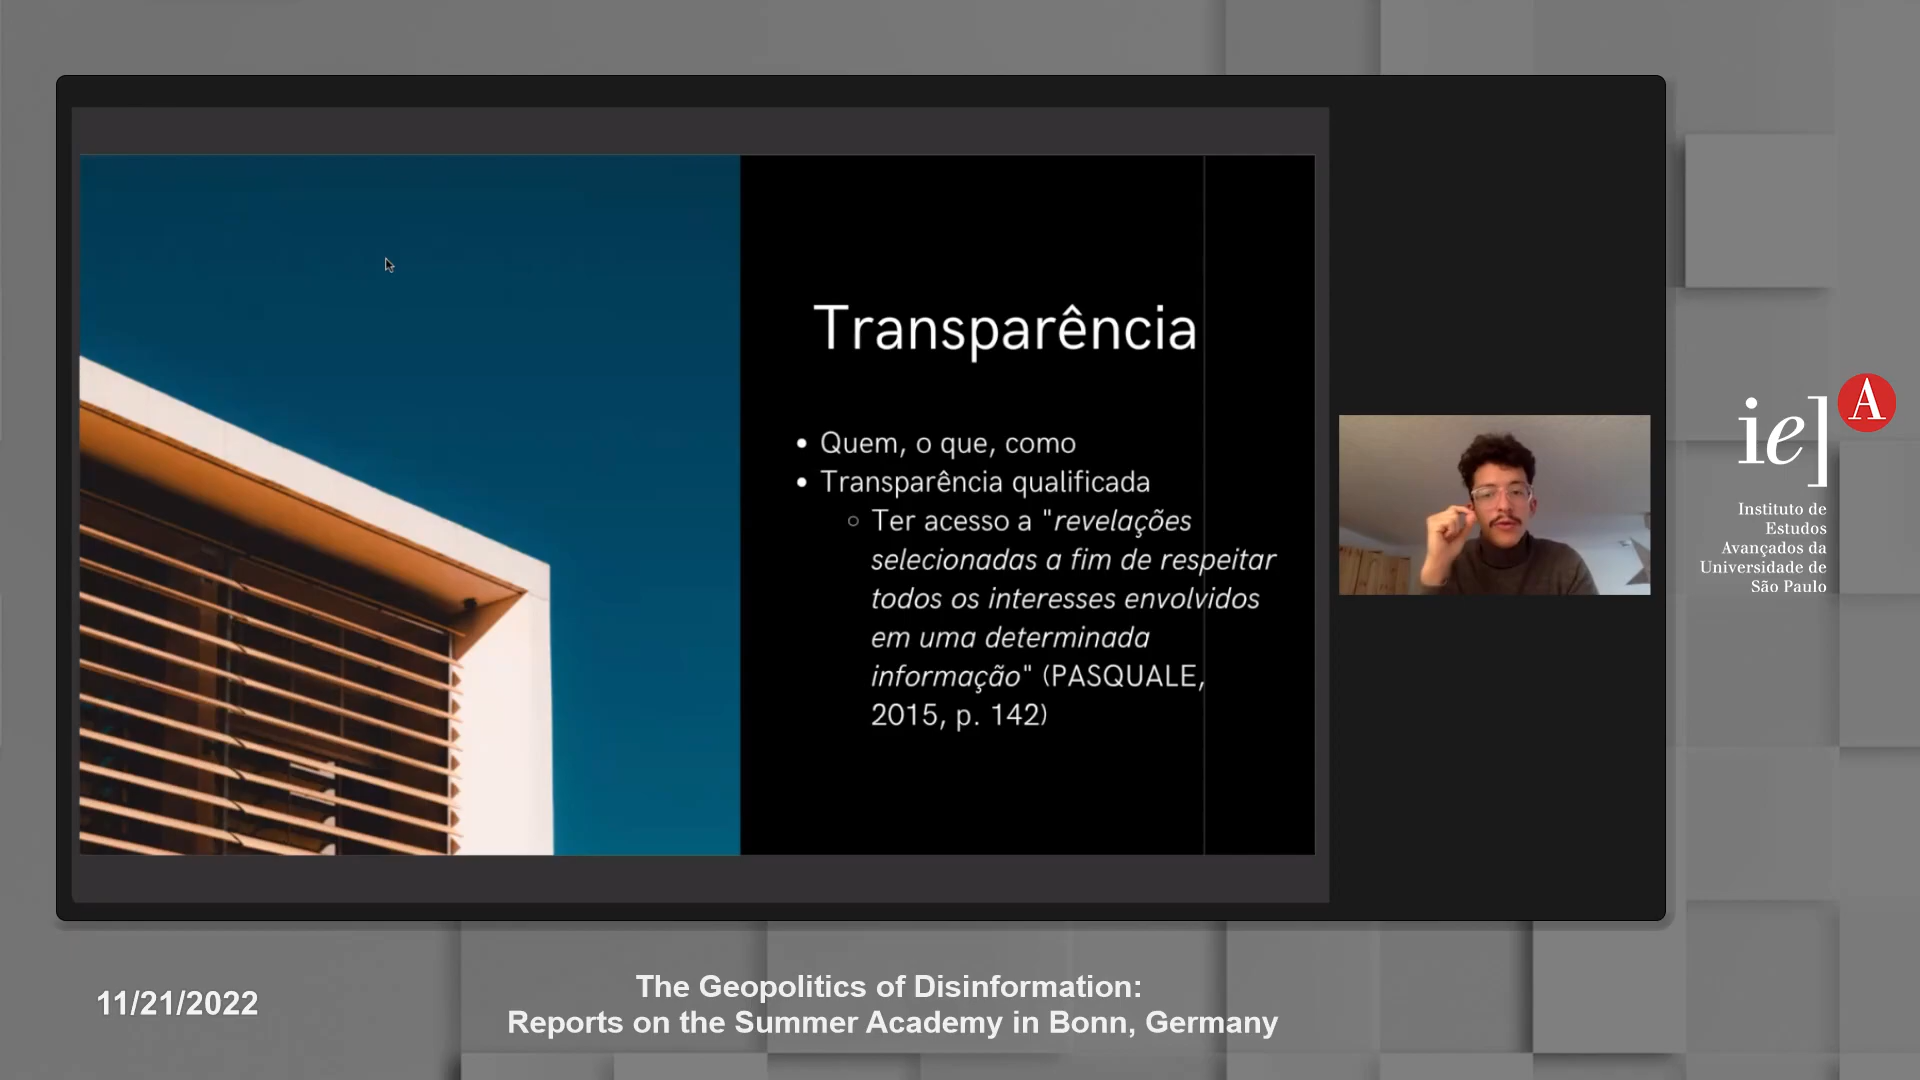 Transparência
• Quem, o que, como
• Transparência qualificada
○ Ter acesso a "revelações
selecionadas a fim de respeitar
todos os interesses envolvidos
em uma determinada
informação" (PASQUALE,
2015, p. 142)
ie] A
Instituto de
Estudos
Avançados da
Universidade de
São Paulo
11/21/2022
The Geopolitics of Disinformation:
Reports on the Summer Academy in Bonn, Germany